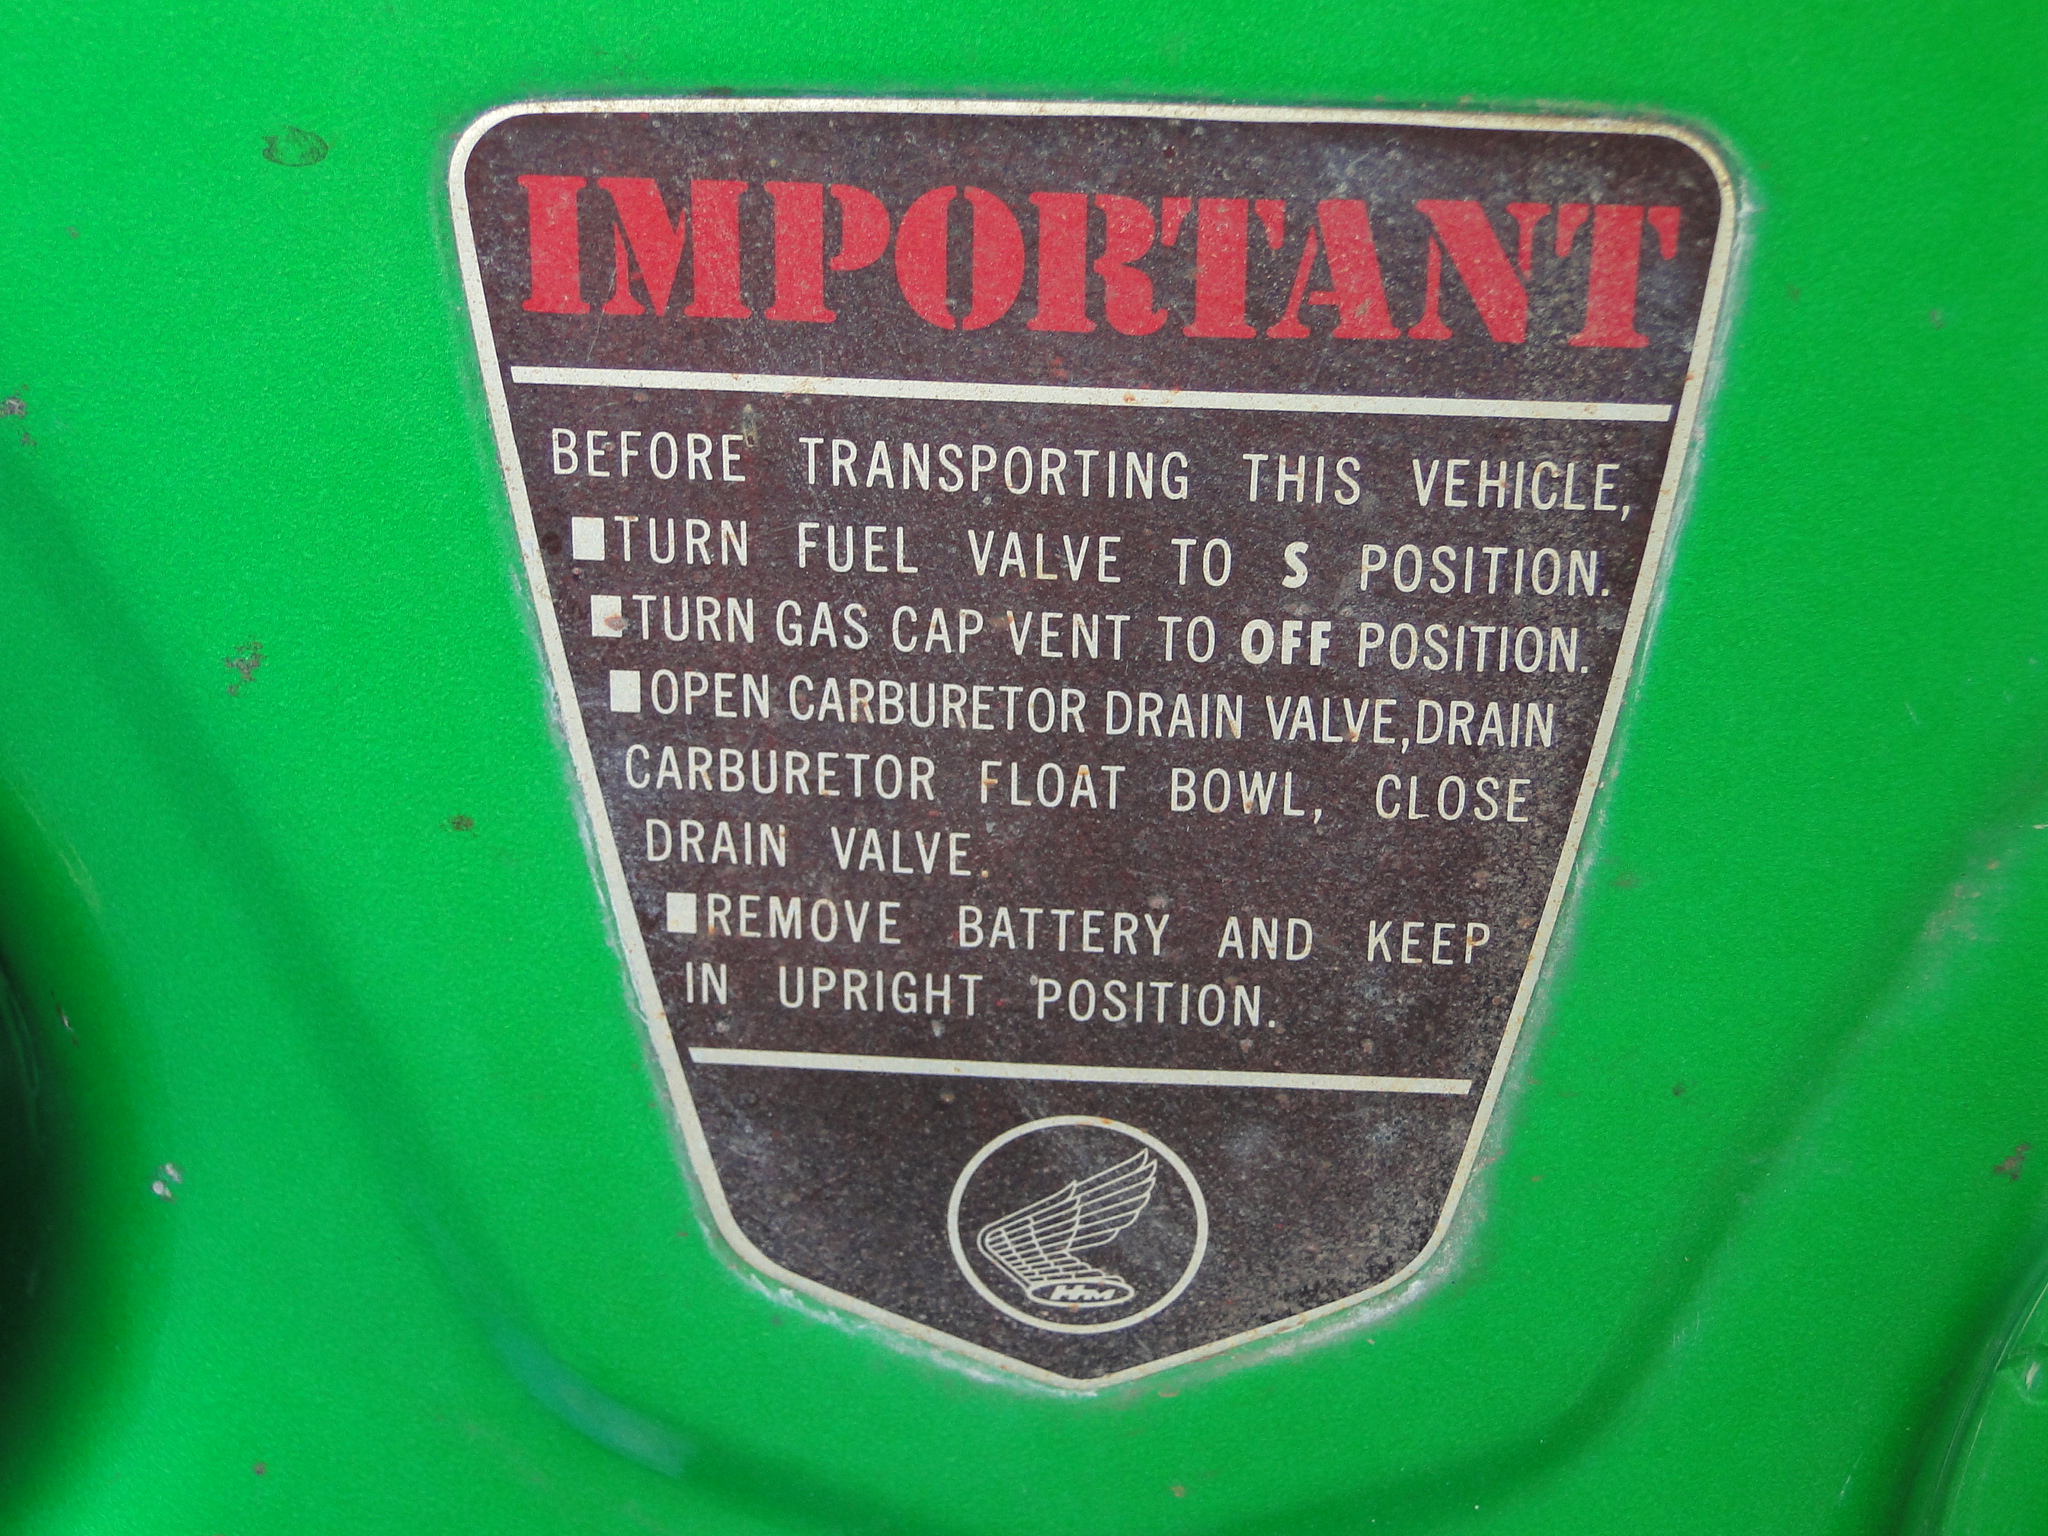 IMPORTANT
BEFORE TRANSPORTING THIS VEHICLE,
■TURN FUEL VALVE TO S POSITION.
■TURN GAS CAP VENT TO OFF POSITION.
■OPEN CARBURETOR DRAIN VALVE,DRAIN
CARBURETOR FLOAT BOWL, CLOSE
DRAIN VALVE.
■REMOVE BATTERY AND KEEP
IN UPRIGHT POSITION.
HM